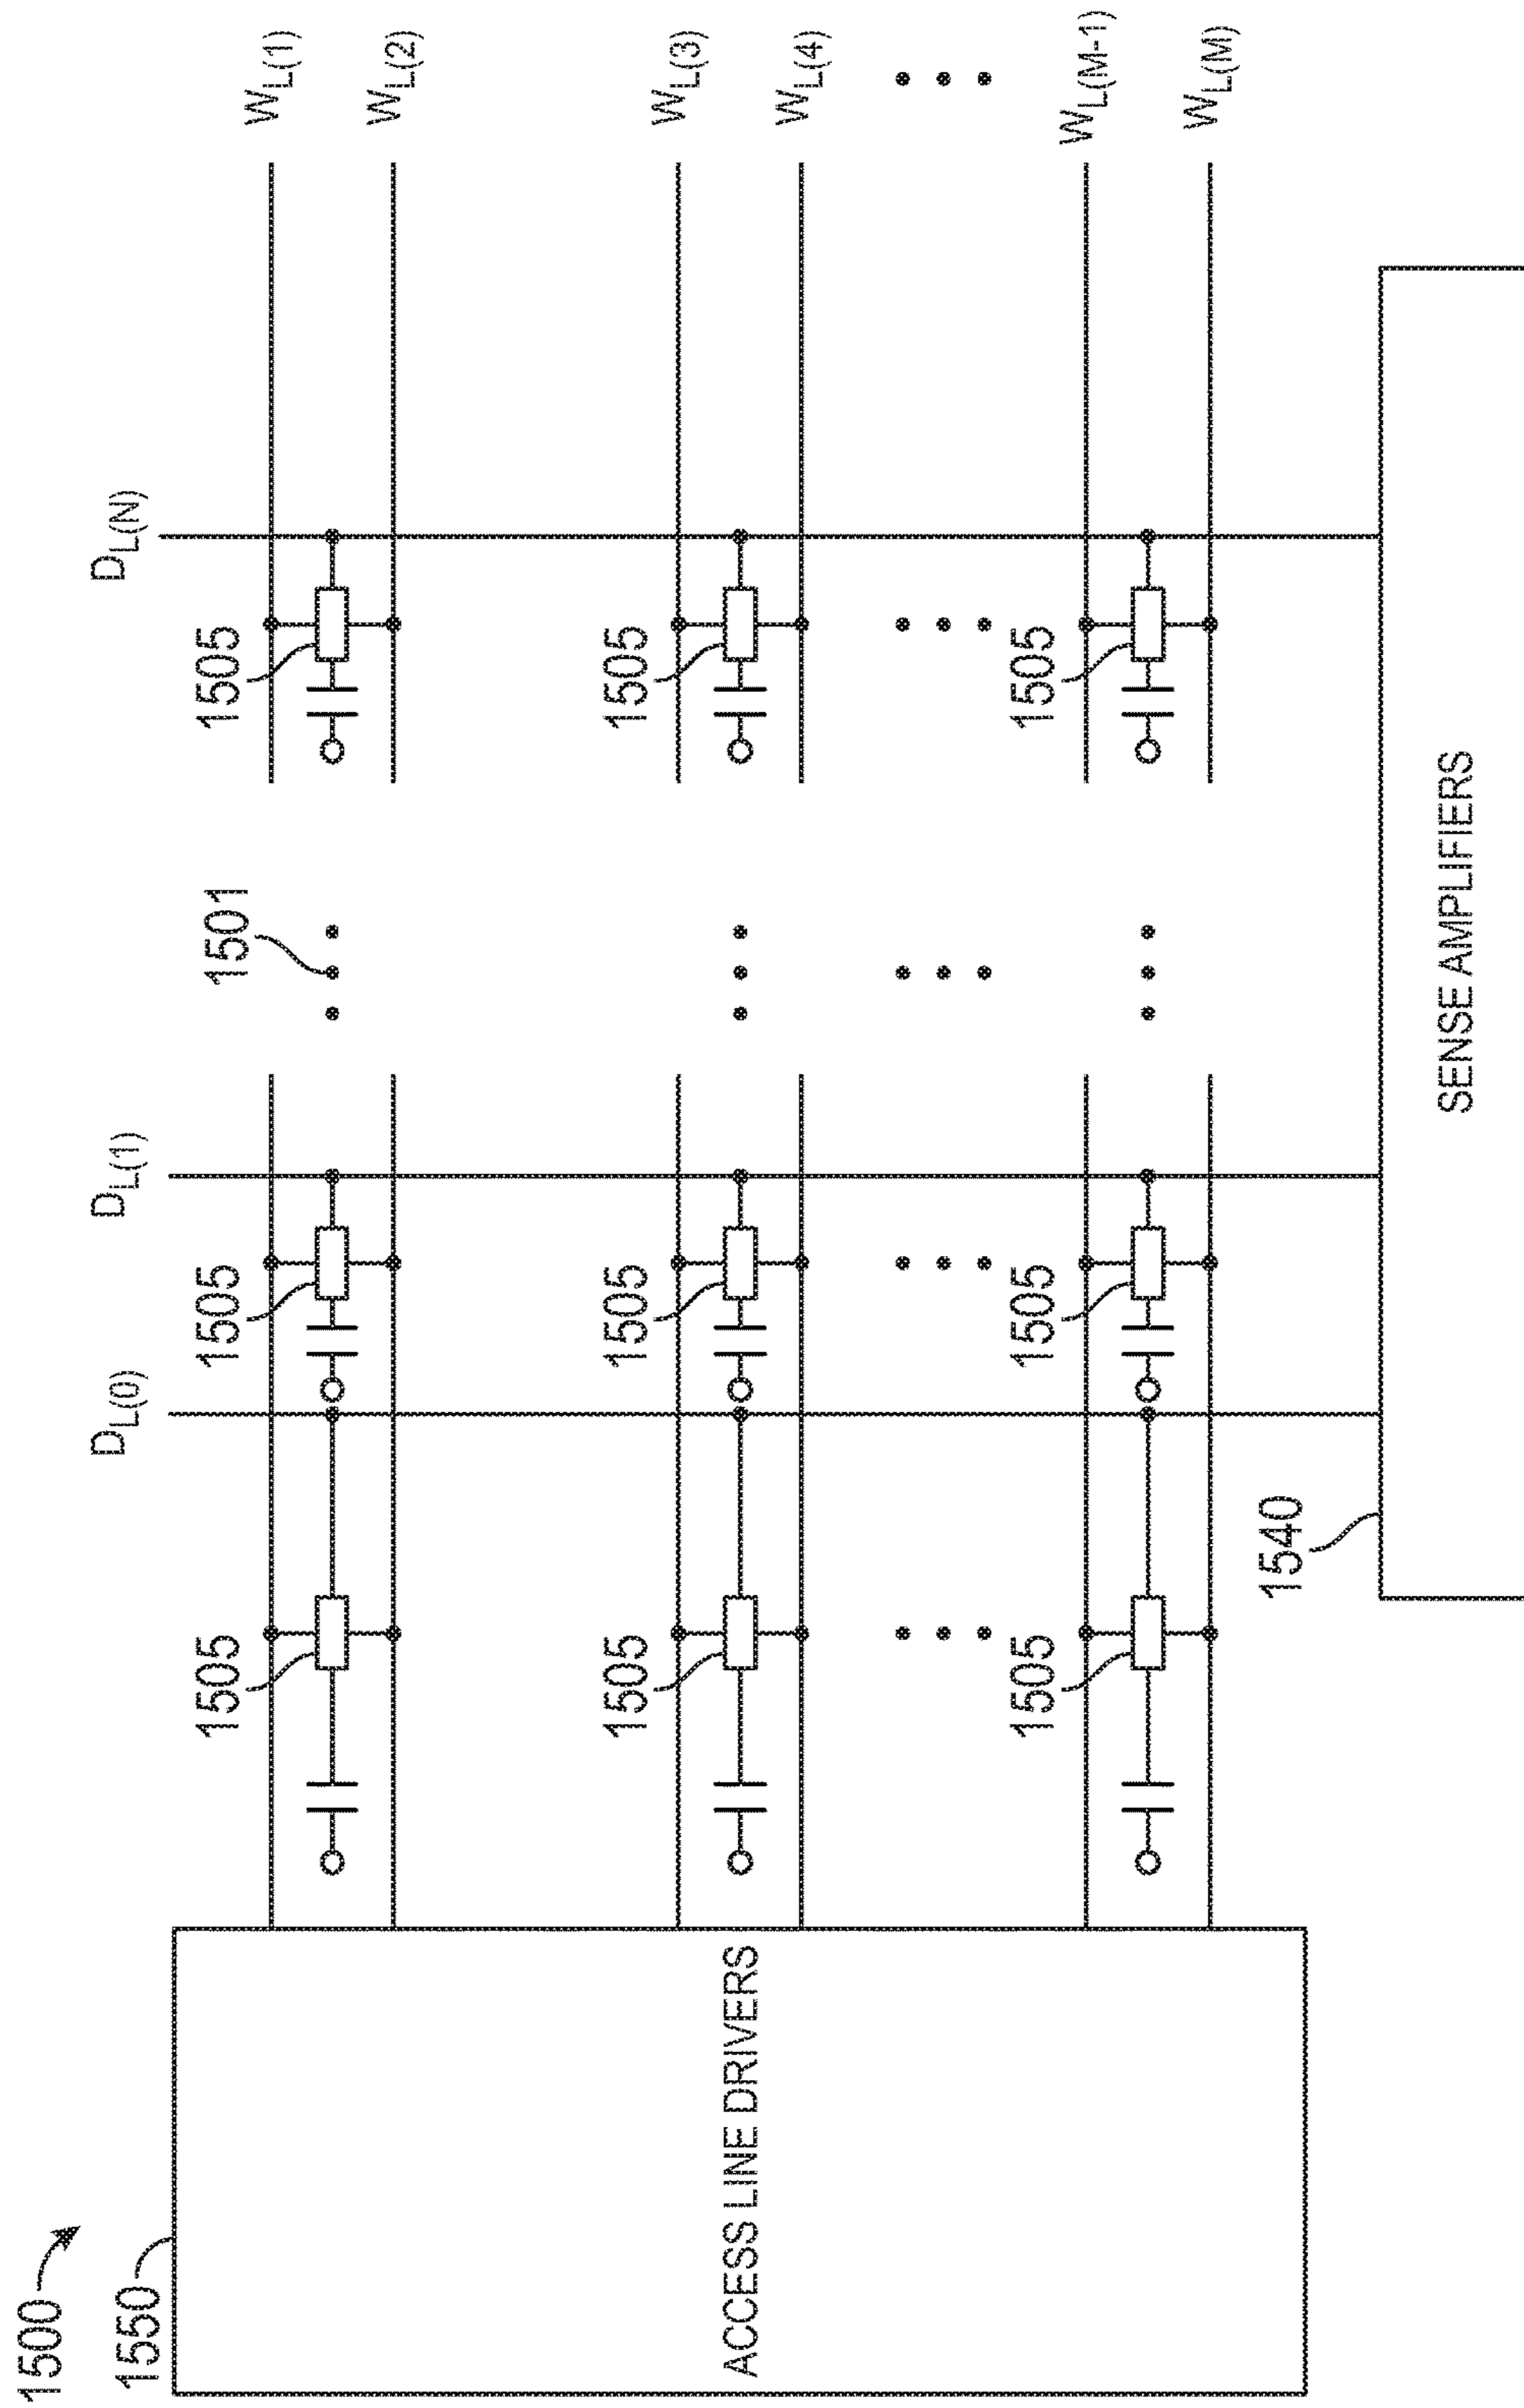 1500
1550
ACCESS LINE DRIVERS
D_L(0)
D_L(1)
D_L(N)
1501
1505
1505
1505
W_L(1)
W_L(2)
1505
1505
1505
W_L(3)
W_L(4)
1505
1505
1505
W_L(M-1)
W_L(M)
1540
SENSE AMPLIFIERS